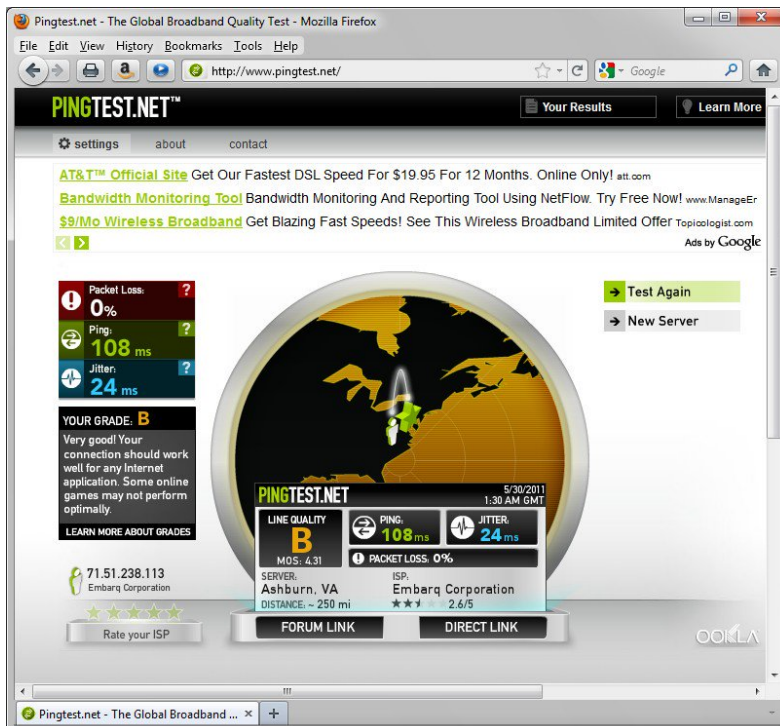 Pingtest.net - The Global Broadband Quality Test - Mozilla Firefox
File Edit View History Bookmarks Tools Help
http://www.pingtest.net/
Google
PINGTEST.NET™
Your Results
Learn More
settings about contact
AT&T™ Official Site Get Our Fastest DSL Speed For $19.95 For 12 Months. Online Only! att.com
Bandwidth Monitoring Tool Bandwidth Monitoring And Reporting Tool Using NetFlow. Try Free Now! www.ManageEr
$9/Mo Wireless Broadband Get Blazing Fast Speeds! See This Wireless Broadband Limited Offer Topicologist.com
Ads by Google
Packet Loss: ?
0%
Ping: ?
108 ms
Jitter: ?
24 ms
YOUR GRADE: B
Very good! Your
connection should work
well for any Internet
application. Some online
games may not perform
optimally.
LEARN MORE ABOUT GRADES
71.51.238.113
Embarq Corporation
Rate your ISP
Test Again
New Server
PINGTEST.NET
5/30/2011
1:30 AM GMT
LINE QUALITY
B
MOS: 4.31
PING:
108 ms
JITTER:
24 ms
PACKET LOSS: 0%
SERVER:
Ashburn, VA
DISTANCE: ~ 250 mi
ISP:
Embarq Corporation
2.6/5
FORUM LINK
DIRECT LINK
OOKLA
Pingtest.net - The Global Broadband ...